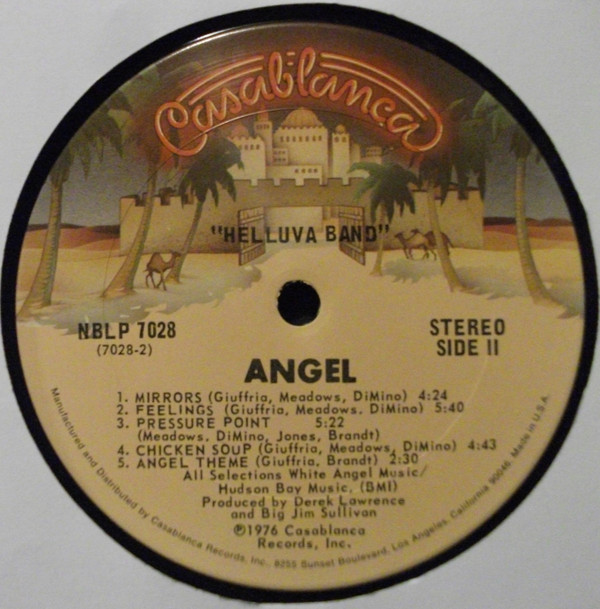 Casablanca
"HELLUVA BAND"
NBLP 7028
(7028-2)
STEREO
SIDE II
ANGEL
1. MIRRORS (Giuffria, Meadows, DiMino) 4:24
2. FEELINGS (Giuffria, Meadows, DiMino) 5:40
3. PRESSURE POINT 5:22
(Meadows, DiMino, Jones, Brandt)
4. CHICKEN SOUP (Giuffria, Meadows, DiMino) 4:43
5. ANGEL THEME (Giuffria, Brandt) 2:30
All Selections White Angel Music/
Hudson Bay Music, (BMI)
Produced by Derek Lawrence
and Big Jim Sullivan
℗1976 Casablanca
Records, Inc.
Manufactured and Distributed by Casablanca Records, Inc., 8255 Sunset Boulevard, Los Angeles, California 90046 Made in U.S.A.